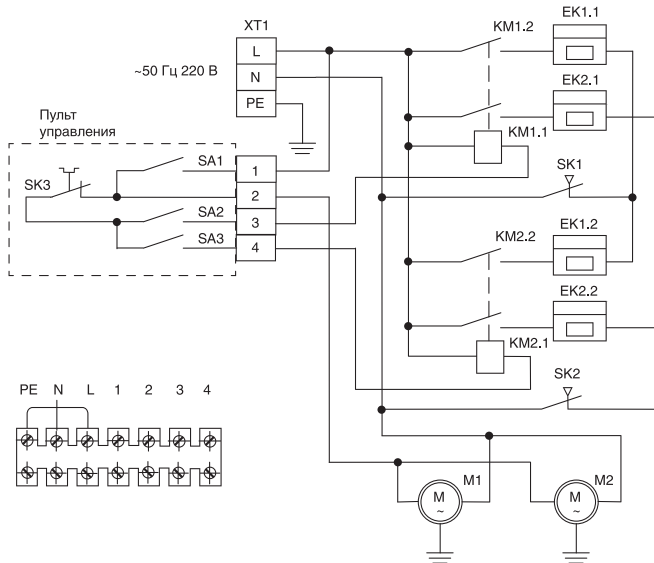 XT1
L
N
PE
~50 Гц 220 В
KM1.2
EK1.1
EK2.1
KM1.1
Пульт
управления
SK3
SA1
SA2
SA3
1
2
3
4
SK1
KM2.2
EK1.2
EK2.2
KM2.1
SK2
PE N L 1 2 3 4
M1
M
~
M2
M
~